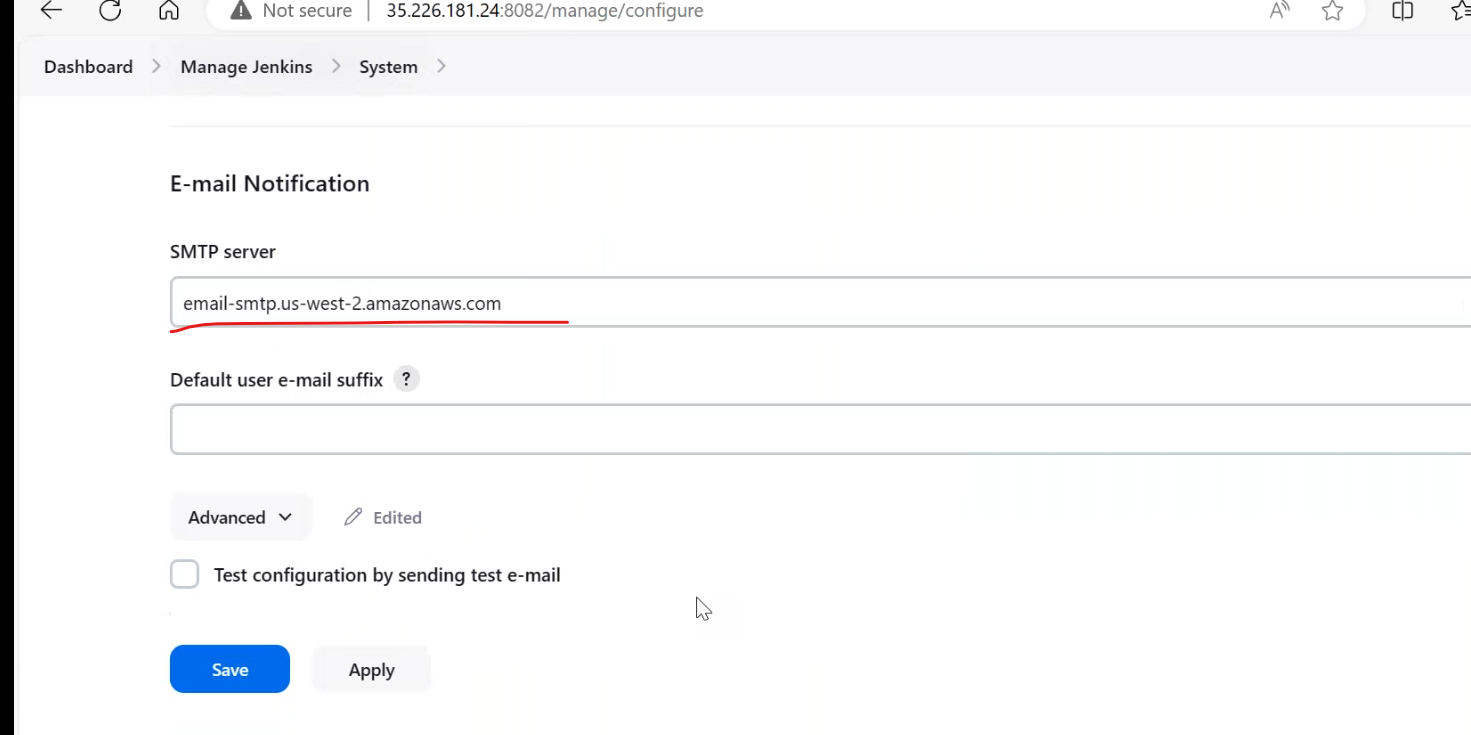 Not secure 35.226.181.24:8082/manage/configure
Dashboard > Manage Jenkins > System >
E-mail Notification
SMTP server
email-smtp.us-west-2.amazonaws.com
Default user e-mail suffix ?
Advanced Edited
Test configuration by sending test e-mail
Save Apply